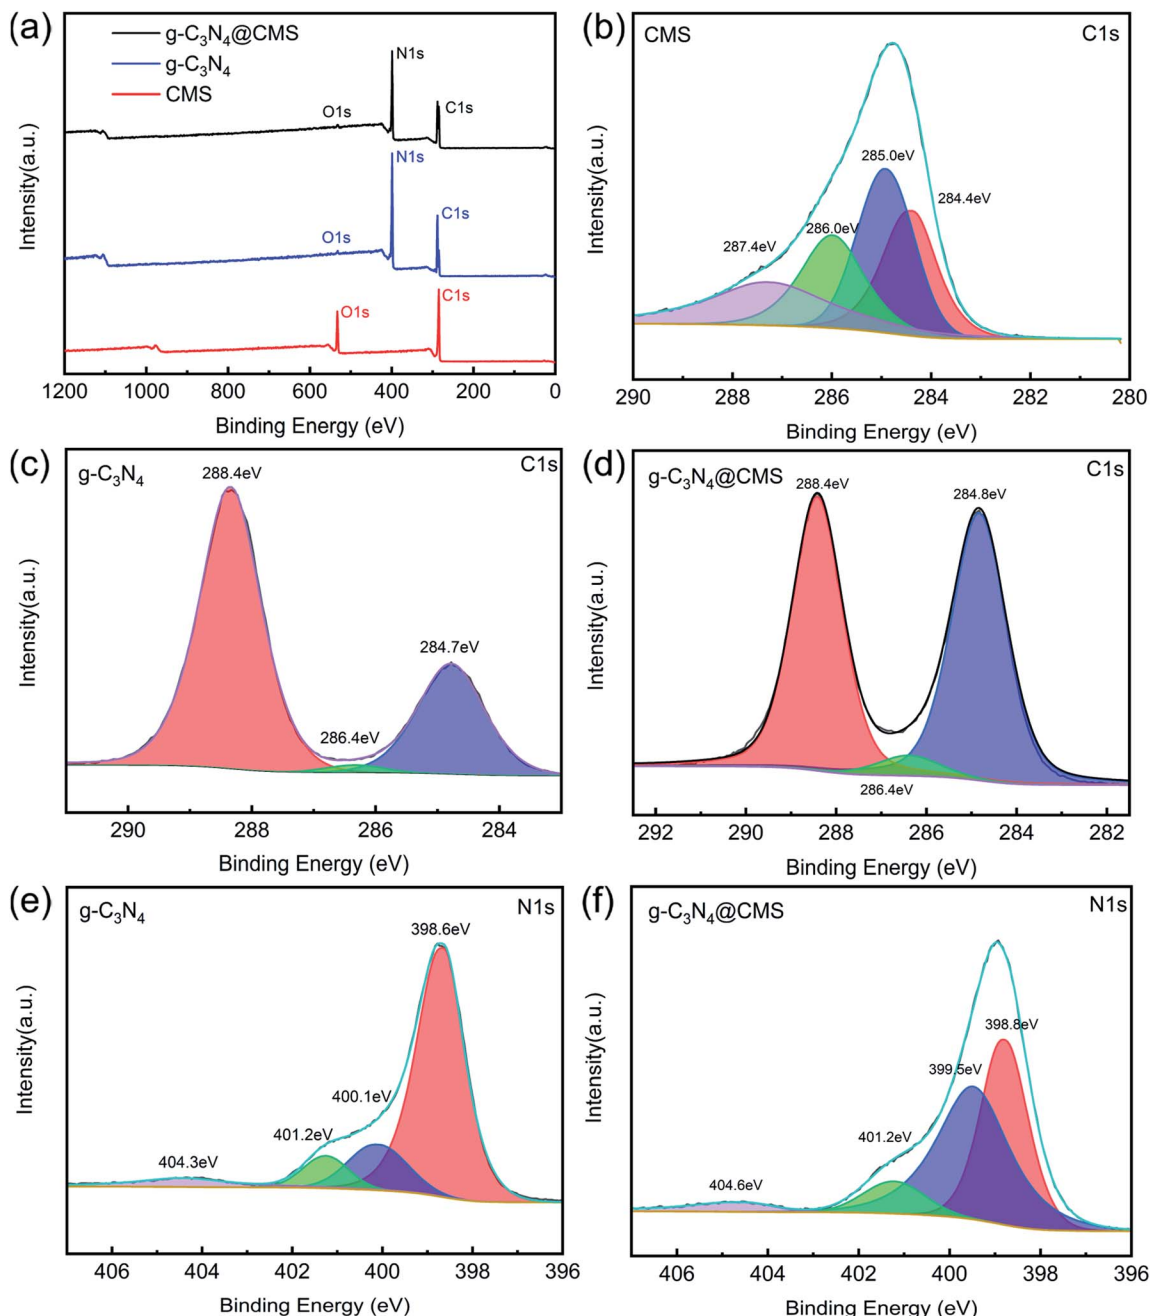 (a)
g-C₃N₄@CMS
g-C₃N₄
CMS
N1s
O1s
C1s
N1s
O1s
C1s
O1s
C1s
Intensity(a.u.)
1200 1000 800 600 400 200 0
Binding Energy (eV)
(b)
CMS
C1s
285.0eV
284.4eV
286.0eV
287.4eV
Intensity(a.u.)
290 288 286 284 282 280
Binding Energy (eV)
(c)
g-C₃N₄
C1s
288.4eV
284.7eV
286.4eV
Intensity(a.u.)
290 288 286 284
Binding Energy (eV)
(d)
g-C₃N₄@CMS
C1s
288.4eV
284.8eV
286.4eV
Intensity(a.u.)
292 290 288 286 284 282
Binding Energy (eV)
(e)
g-C₃N₄
N1s
398.6eV
400.1eV
401.2eV
404.3eV
Intensity(a.u.)
406 404 402 400 398 396
Binding Energy (eV)
(f)
g-C₃N₄@CMS
N1s
398.8eV
399.5eV
401.2eV
404.6eV
Intensity(a.u.)
406 404 402 400 398 396
Binding Energy (eV)